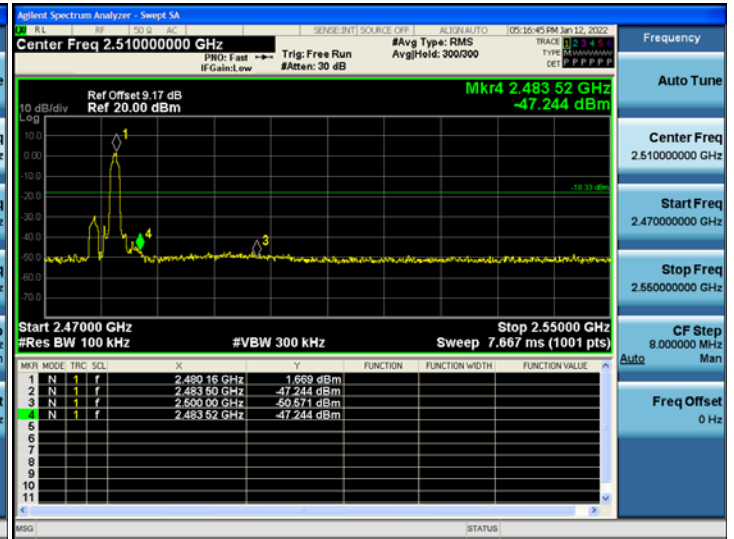 Agilent Spectrum Analyzer - Swept SA
RL RF 50 Ω AC SENSE:INT SOURCE OFF ALIGNAUTO 05:16:45 PM Jan 12, 2022
Center Freq 2.510000000 GHz #Avg Type: RMS TRACE 1 2 3 4 5 6
PNO: Fast Trig: Free Run Avg|Hold: 300/300 TYPE MWWWWW
IFGain:Low #Atten: 30 dB DET P P P P P P
Mkr4 2.483 52 GHz
-47.244 dBm
Ref Offset 9.17 dB
10 dB/div Ref 20.00 dBm
Log
10.0
0.00
-10.0
-20.0
-30.0
-40.0
-50.0
-60.0
-70.0
1
4
3
-18.33 dBm
Start 2.47000 GHz Stop 2.55000 GHz
#Res BW 100 kHz #VBW 300 kHz Sweep 7.667 ms (1001 pts)
MKR MODE TRC SCL X Y FUNCTION FUNCTION WIDTH FUNCTION VALUE
1 N 1 f 2.480 16 GHz 1.669 dBm
2 N 1 f 2.483 50 GHz -47.244 dBm
3 N 1 f 2.500 00 GHz -50.571 dBm
4 N 1 f 2.483 52 GHz -47.244 dBm
5
6
7
8
9
10
11
MSG STATUS
Frequency
Auto Tune
Center Freq
2.510000000 GHz
Start Freq
2.470000000 GHz
Stop Freq
2.550000000 GHz
CF Step
8.000000 MHz
Auto Man
Freq Offset
0 Hz